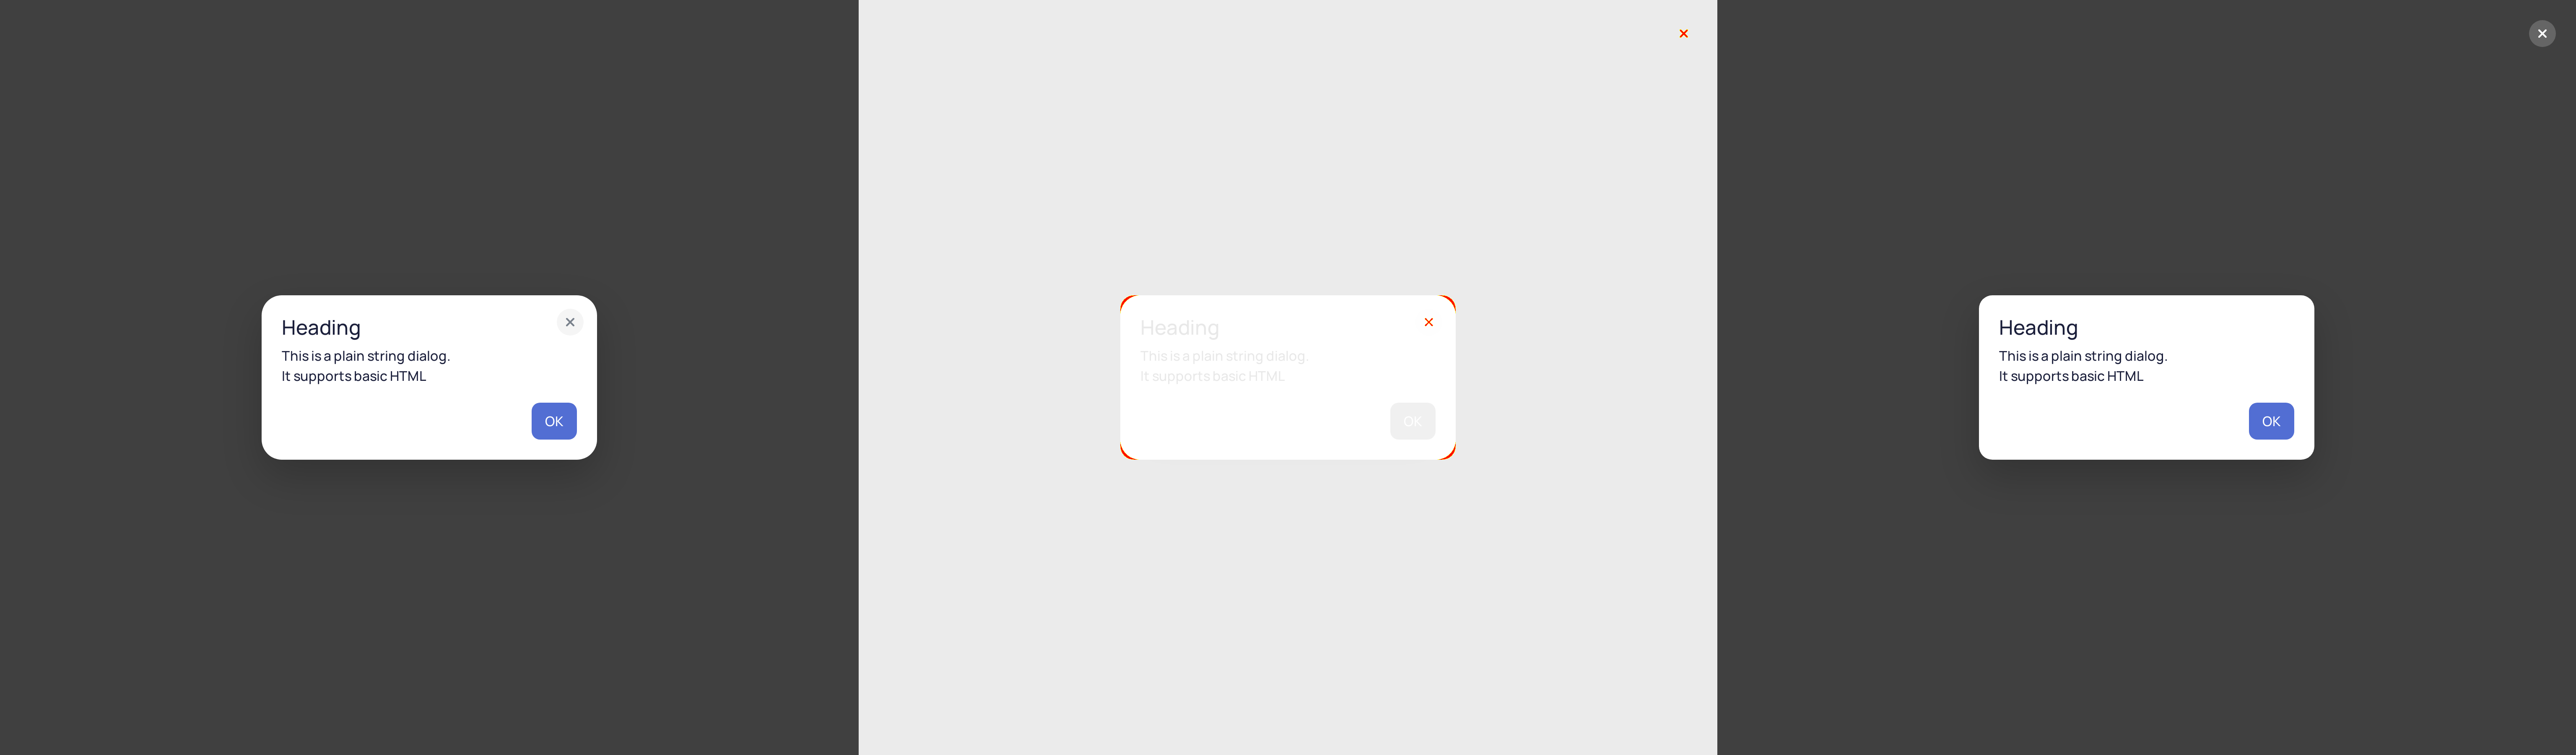 Heading
This is a plain string dialog.
It supports basic HTML
OK
Heading
This is a plain string dialog.
It supports basic HTML
OK
Heading
This is a plain string dialog.
It supports basic HTML
OK